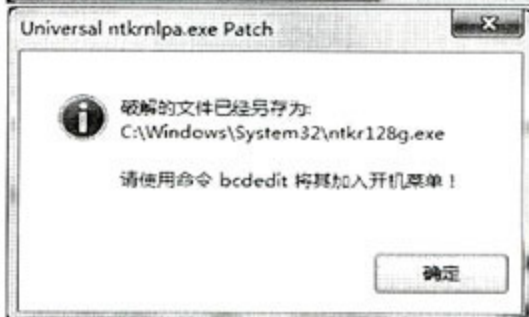 Universal ntkrnlpa.exe Patch
破解的文件已经另存为:
C:\Windows\System32\ntkr128g.exe
请使用命令 bcdedit 将其加入开机菜单！
确定